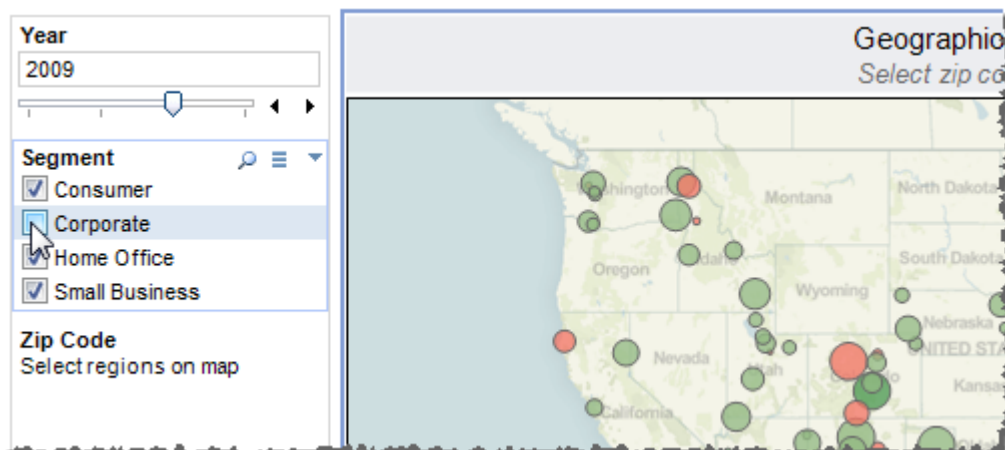 Year
2009
Segment
Consumer
Corporate
Home Office
Small Business
Zip Code
Select regions on map
Geographic
Select zip co
Washington
Montana
North Dakota
Oregon
Idaho
South Dakota
Wyoming
Nebraska
UNITED STA
Nevada
Utah
Kansa
California